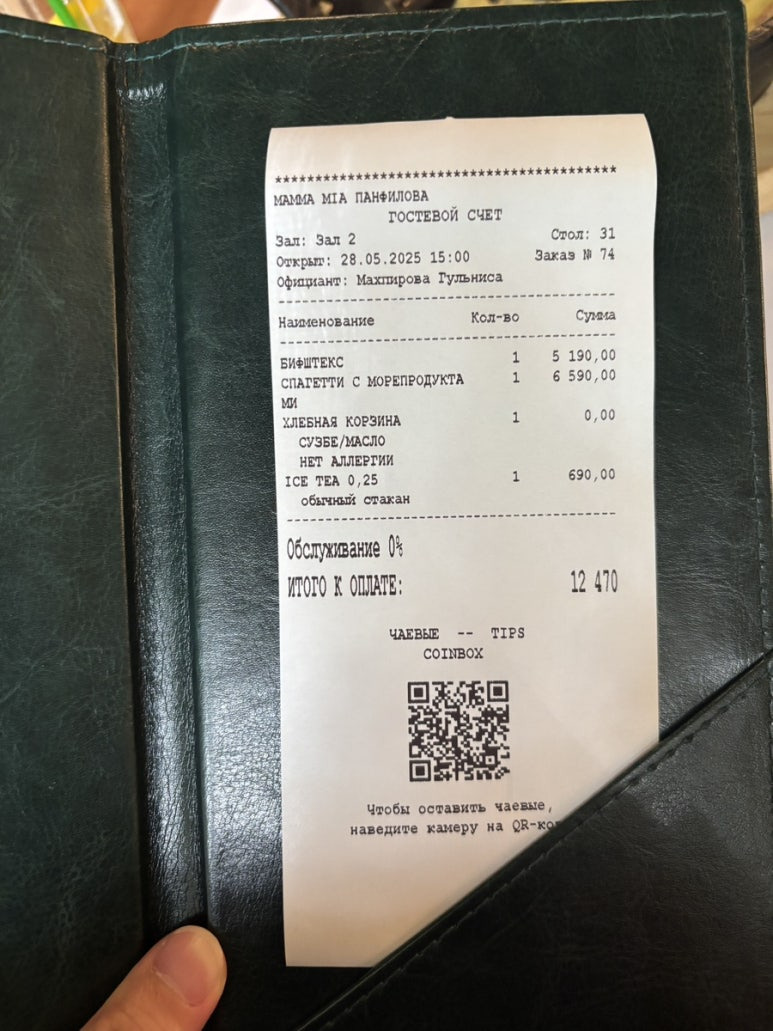 ****************************************
MAMMA MIA ПАНФИЛОВА
ГОСТЕВОЙ СЧЕТ
Зал: Зал 2 Стол: 31
Открыт: 28.05.2025 15:00 Заказ № 74
Официант: Махпирова Гульниса
Наименование Кол-во Сумма
БИФШТЕКС 1 5 190,00
СПАГЕТТИ С МОРЕПРОДУКТА 1 6 590,00
МИ
ХЛЕБНАЯ КОРЗИНА 1 0,00
СУЗБЕ/МАСЛО
НЕТ АЛЛЕРГИИ
ICE TEA 0,25 1 690,00
обычный стакан
Обслуживание 0%
ИТОГО К ОПЛАТЕ: 12 470
ЧАЕВЫЕ -- TIPS
COINBOX
Чтобы оставить чаевые,
наведите камеру на